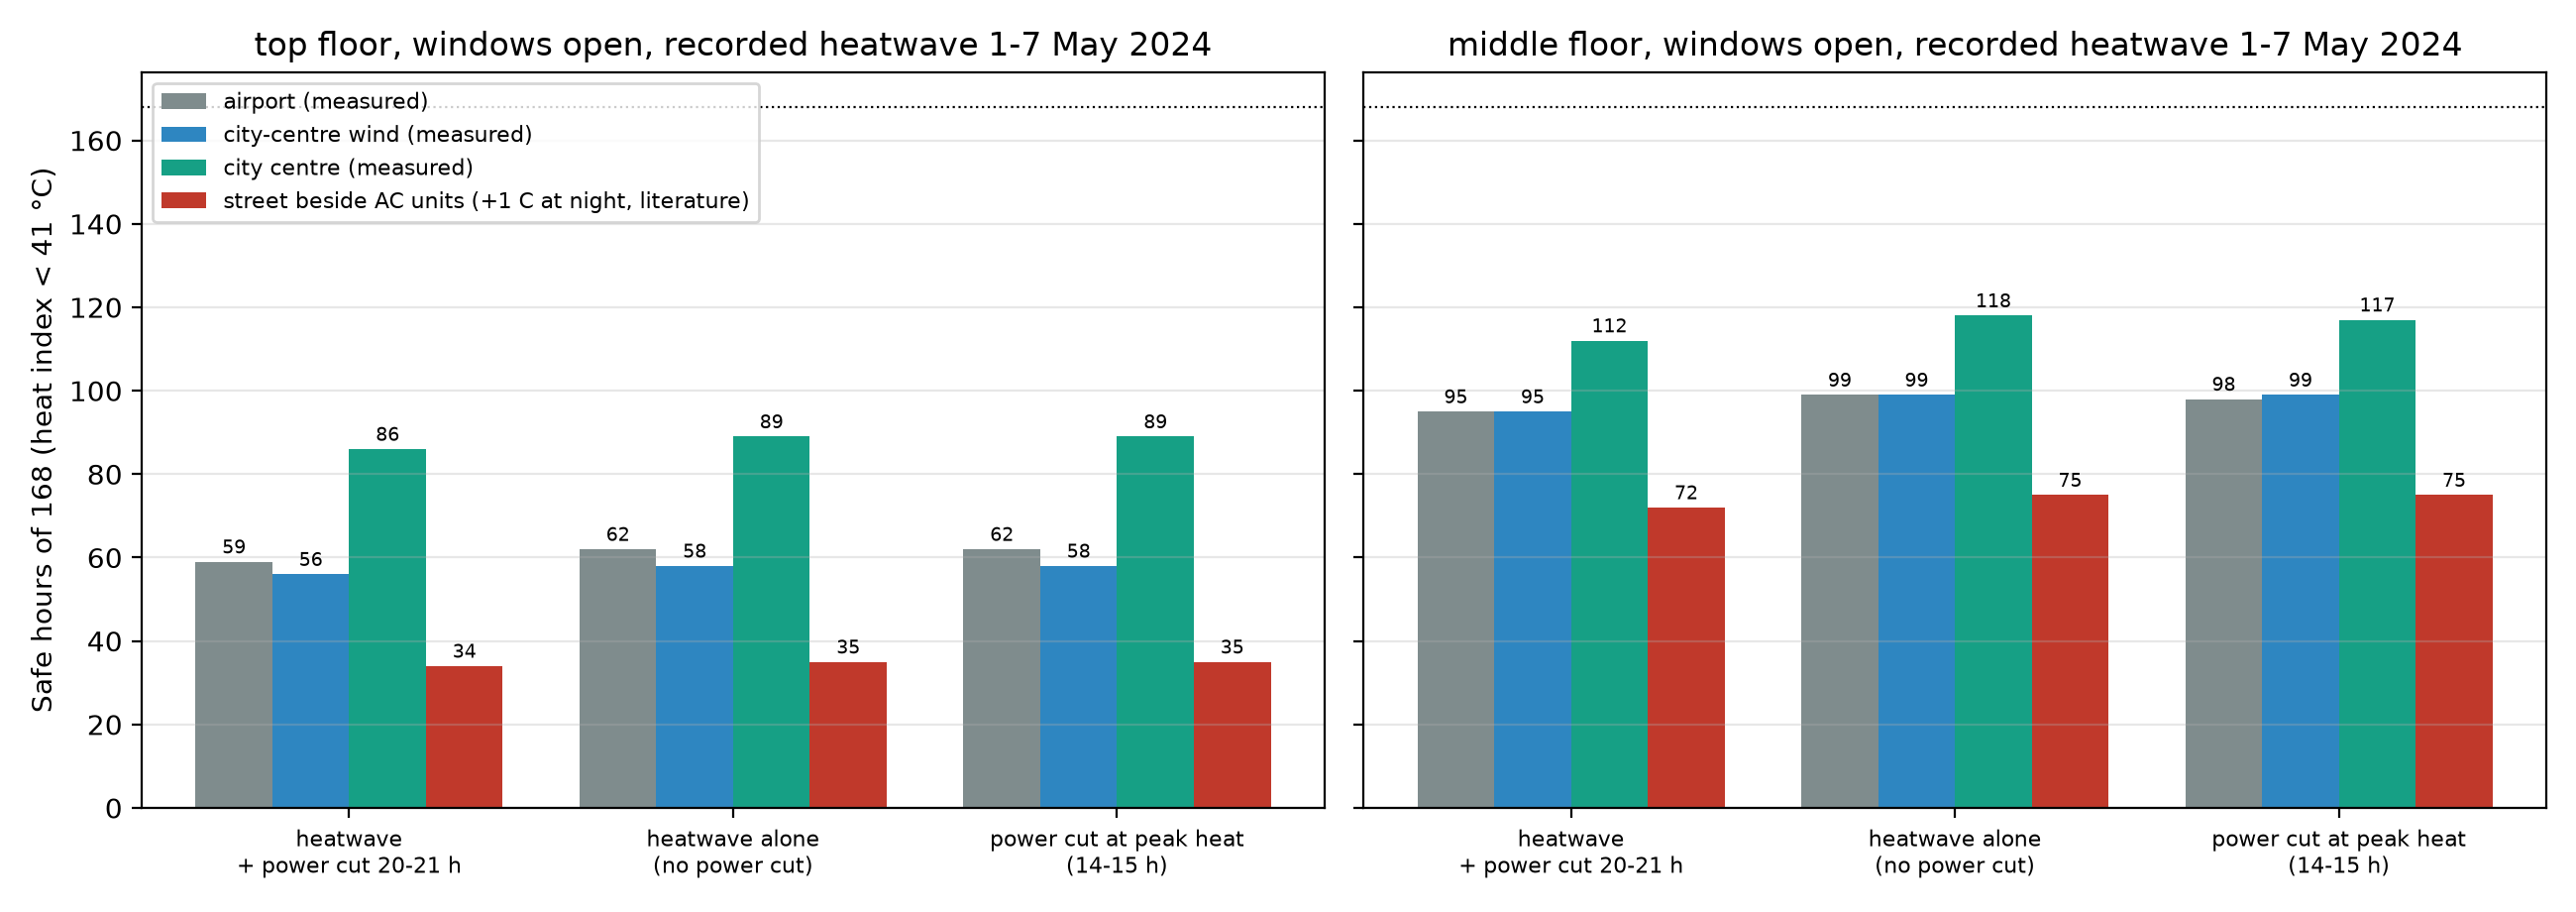 top floor, windows open, recorded heatwave 1-7 May 2024
airport (measured)
city-centre wind (measured)
city centre (measured)
street beside AC units (+1 C at night, literature)
Safe hours of 168 (heat index < 41 °C)
160
140
120
100
80
60
40
20
0
59
56
86
34
62
58
89
35
62
58
89
35
heatwave
+ power cut 20-21 h
heatwave alone
(no power cut)
power cut at peak heat
(14-15 h)
middle floor, windows open, recorded heatwave 1-7 May 2024
95
95
112
72
99
99
118
75
98
99
117
75
heatwave
+ power cut 20-21 h
heatwave alone
(no power cut)
power cut at peak heat
(14-15 h)